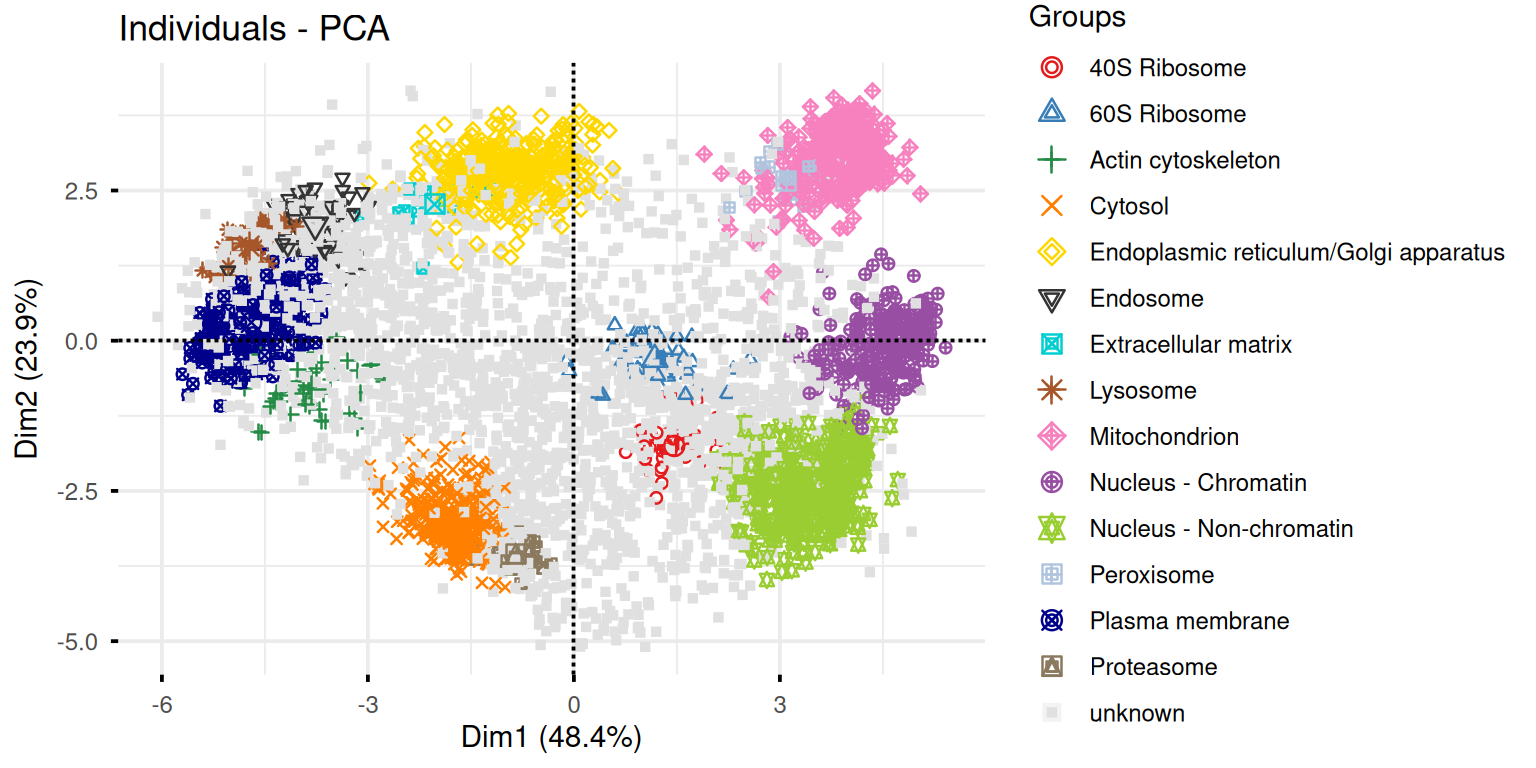 Individuals - PCA
Groups
40S Ribosome
60S Ribosome
Actin cytoskeleton
Cytosol
Endoplasmic reticulum/Golgi apparatus
Endosome
Extracellular matrix
Lysosome
Mitochondrion
Nucleus - Chromatin
Nucleus - Non-chromatin
Peroxisome
Plasma membrane
Proteasome
unknown
Dim2 (23.9%)
2.5
0.0
-2.5
-5.0
-6
-3
0
3
Dim1 (48.4%)